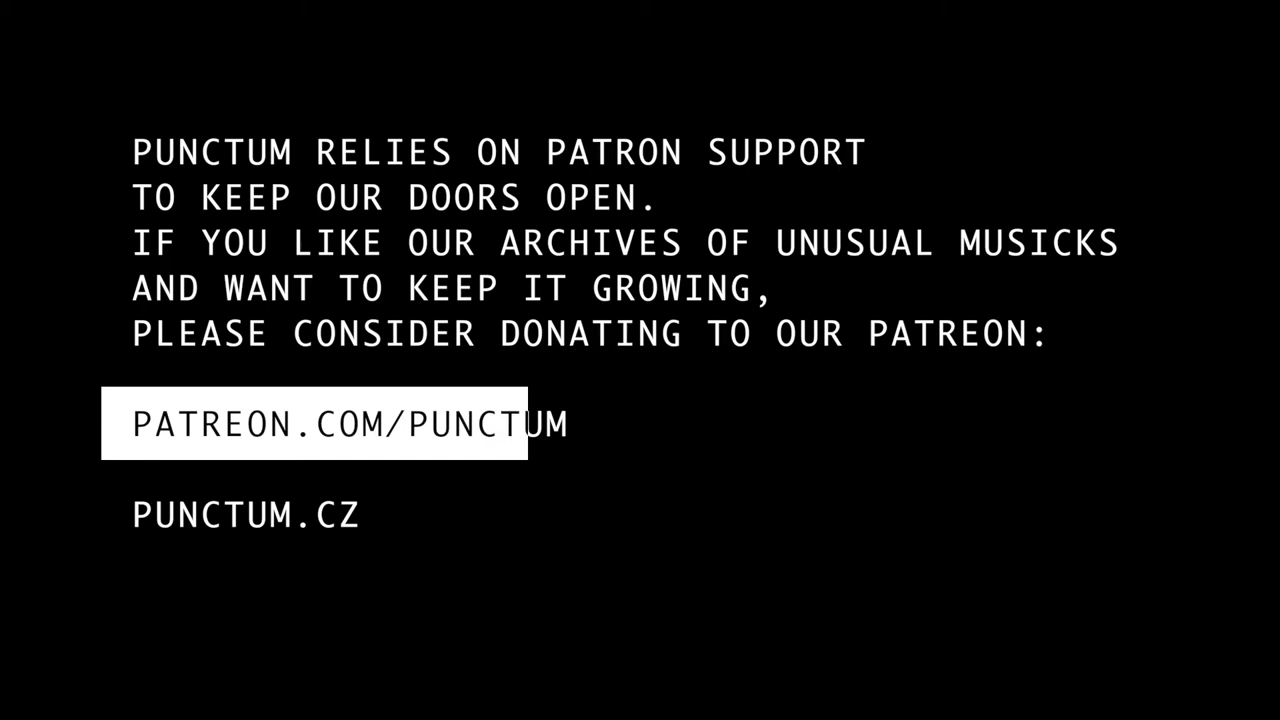 PUNCTUM RELIES ON PATRON SUPPORT
TO KEEP OUR DOORS OPEN.
IF YOU LIKE OUR ARCHIVES OF UNUSUAL MUSICKS
AND WANT TO KEEP IT GROWING,
PLEASE CONSIDER DONATING TO OUR PATREON:
PATREON.COM/PUNCTUM
PUNCTUM.CZ